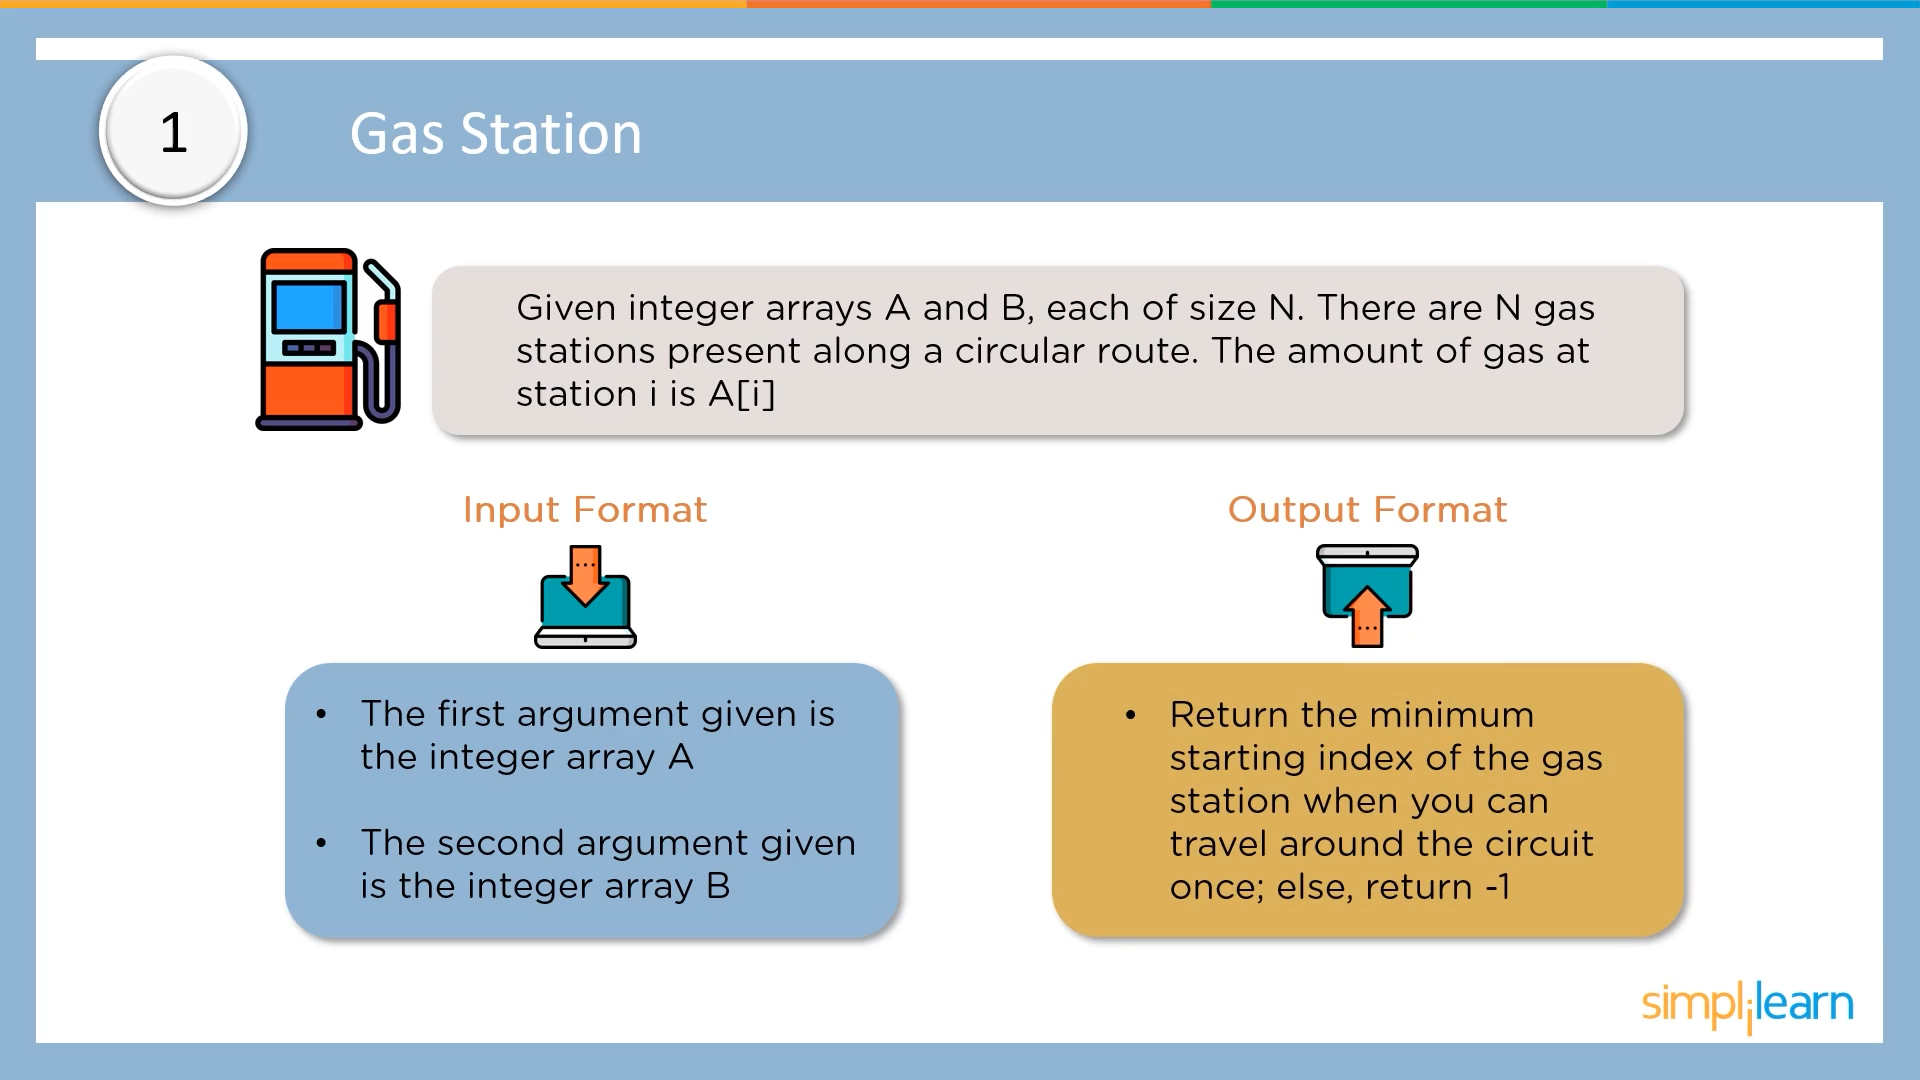 1
Gas Station
Given integer arrays A and B, each of size N. There are N gas
stations present along a circular route. The amount of gas at
station i is A[i]
Input Format
Output Format
• The first argument given is
the integer array A
• The second argument given
is the integer array B
• Return the minimum
starting index of the gas
station when you can
travel around the circuit
once; else, return -1
simplilearn